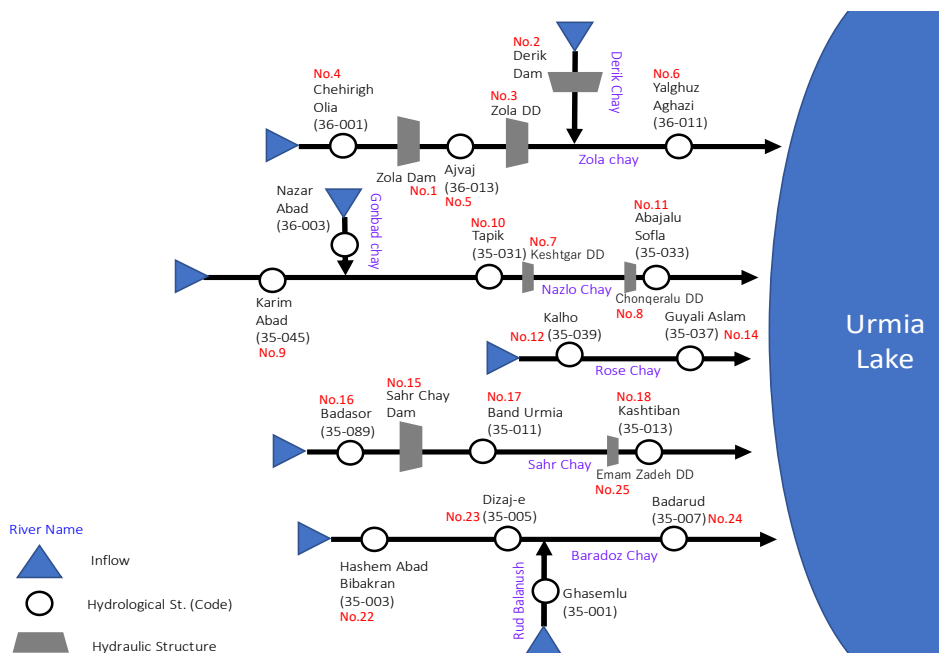 No.2
Derik
Dam
Derik Chay
No.4
Chehirigh
Olia
(36-001)
No.3
Zola DD
No.6
Yalghuz
Aghazi
(36-011)
Zola chay
Zola Dam
No.1
Ajvaj
(36-013)
No.5
Nazar
Abad
(36-003)
Gonbad chay
No.10
Tapik
(35-031)
No.7
Keshtgar DD
No.11
Abajalu
Sofla
(35-033)
Nazlo Chay
Chonqeralu DD
No.8
Karim
Abad
(35-045)
No.9
Kalho
No.12 (35-039)
Guyali Aslam
(35-037) No.14
Rose Chay
Urmia
Lake
No.16
Badasor
(35-089)
No.15
Sahr Chay
Dam
No.17
Band Urmia
(35-011)
No.18
Kashtiban
(35-013)
Sahr Chay
Emam Zadeh DD
No.25
Dizaj-e
No.23 (35-005)
Badarud
(35-007) No.24
Baradoz Chay
Hashem Abad
Bibakran
(35-003)
No.22
Rud Balanush
Ghasemlu
(35-001)
River Name
Inflow
Hydrological St. (Code)
Hydraulic Structure